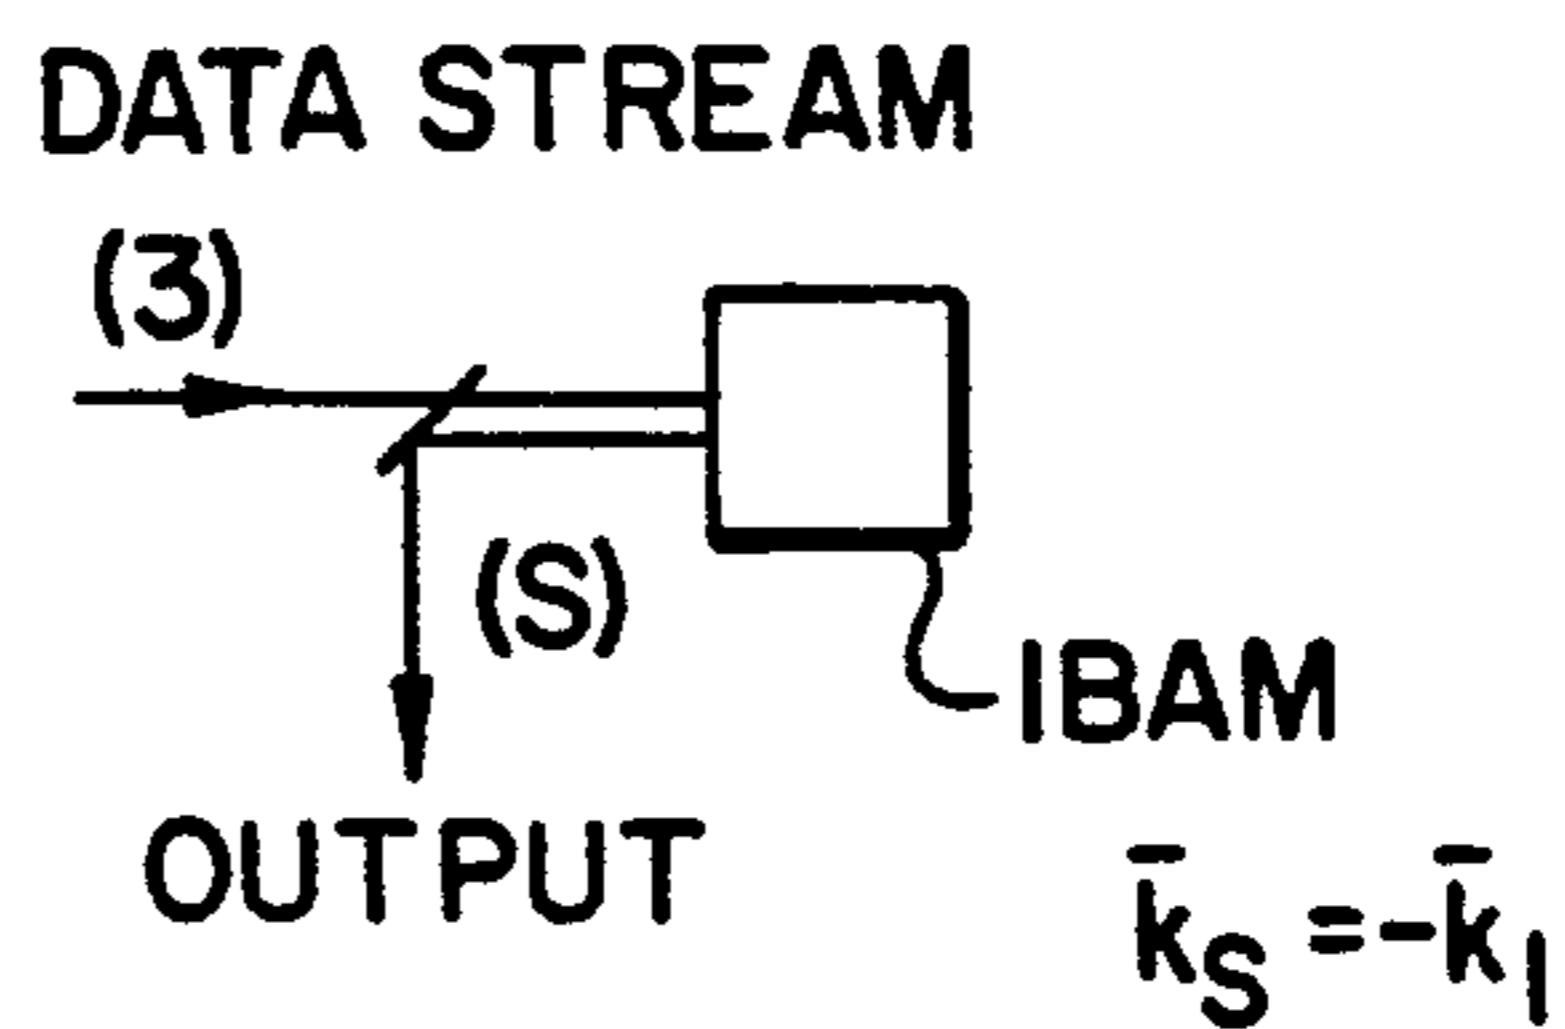 DATA STREAM
(3)
(S)
IBAM
OUTPUT
k̄S = -k̄1